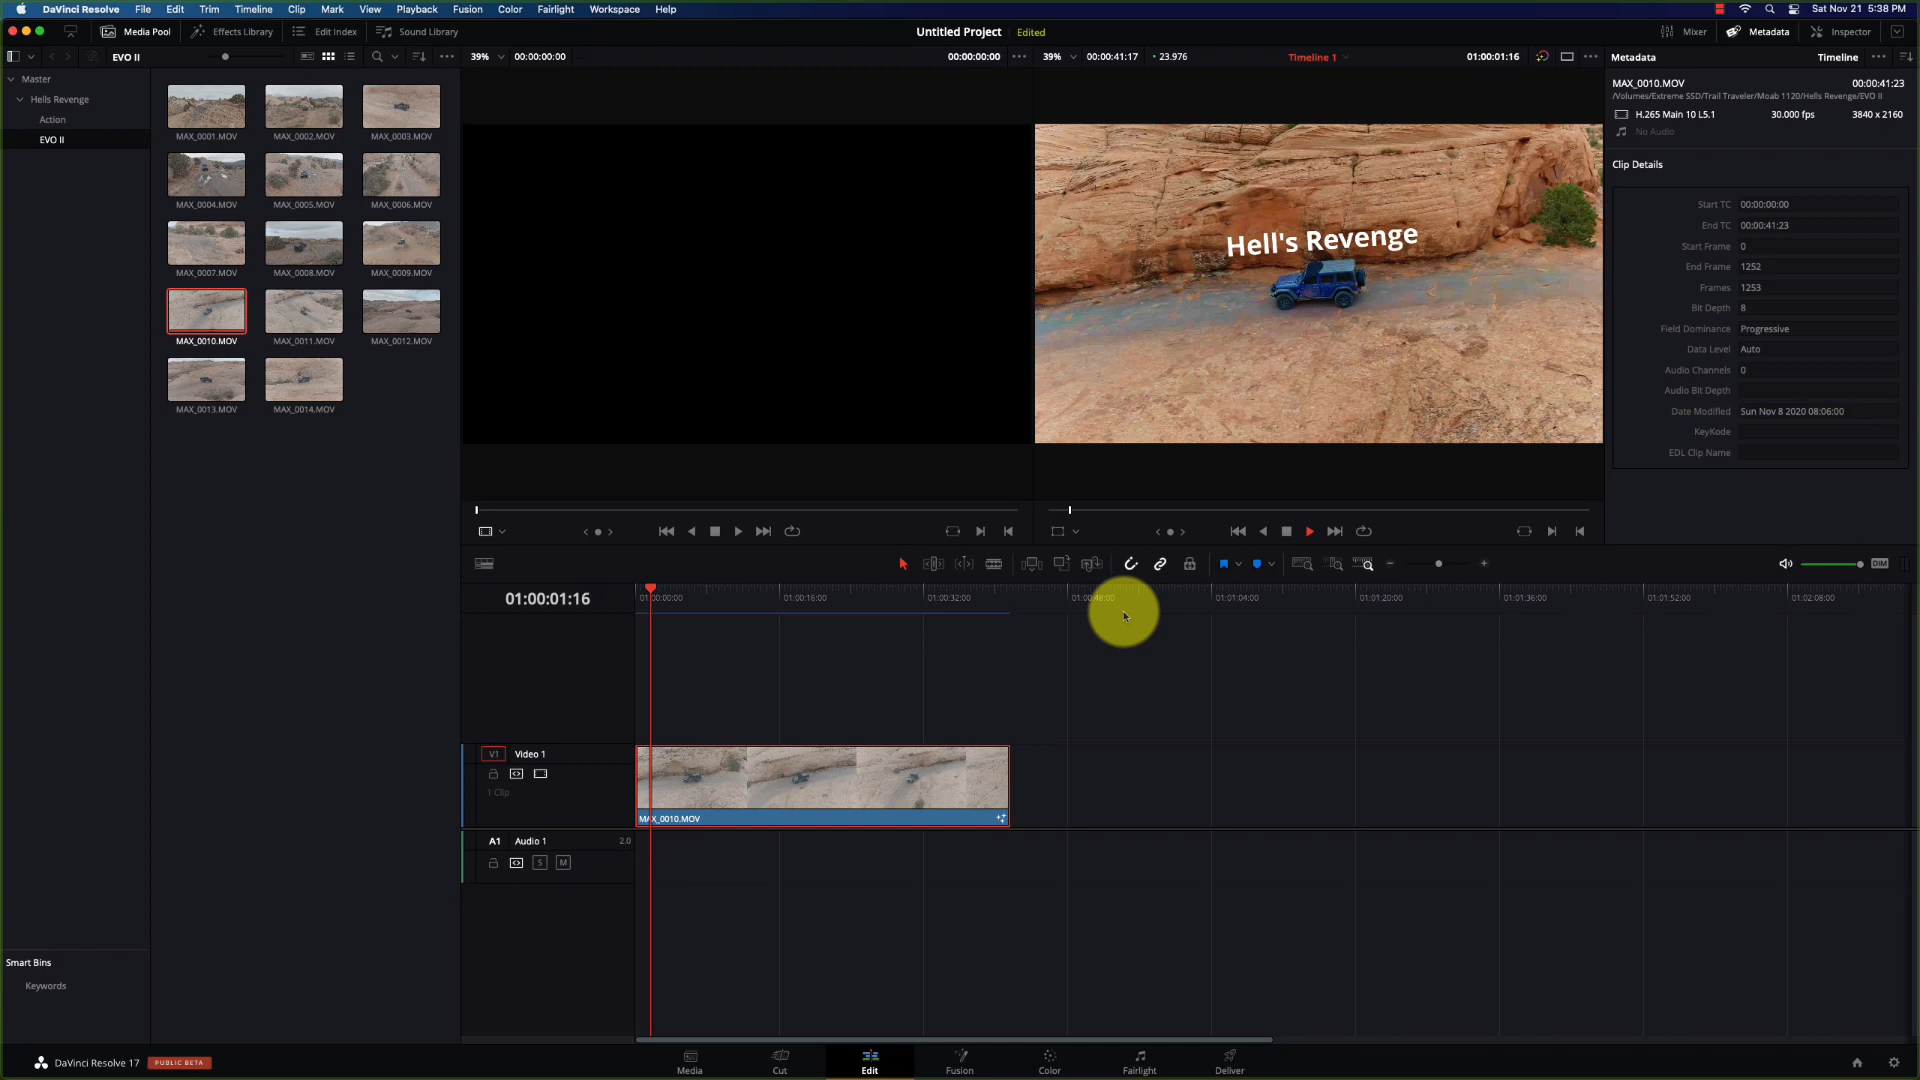 DaVinci Resolve File Edit Trim Timeline Clip Mark View Playback Fusion Color Fairlight Workspace Help Sat Nov 21 5:38 PM
Media Pool Effects Library Edit Index Sound Library Untitled Project Edited Mixer Metadata Inspector
EVO II 39% 00:00:00:00 00:00:00:00 39% 00:00:41:17 23.976 Timeline 1 01:00:01:16 Metadata Timeline
Master
Hells Revenge
Action
EVO II
MAX_0001.MOV MAX_0002.MOV MAX_0003.MOV
MAX_0004.MOV MAX_0005.MOV MAX_0006.MOV
MAX_0007.MOV MAX_0008.MOV MAX_0009.MOV
MAX_0010.MOV MAX_0011.MOV MAX_0012.MOV
MAX_0013.MOV MAX_0014.MOV
Hell's Revenge
MAX_0010.MOV 00:00:41:23
/Volumes/Extreme SSD/Trail Traveler/Moab 1120/Hells Revenge/EVO II
H.265 Main 10 L5.1 30.000 fps 3840 x 2160
No Audio
Clip Details
Start TC 00:00:00:00
End TC 00:00:41:23
Start Frame 0
End Frame 1252
Frames 1253
Bit Depth 8
Field Dominance Progressive
Data Level Auto
Audio Channels 0
Audio Bit Depth
Date Modified Sun Nov 8 2020 08:06:00
KeyKode
EDL Clip Name
DIM
01:00:01:16 01:00:00:00 01:00:16:00 01:00:32:00 01:00:48:00 01:01:04:00 01:01:20:00 01:01:36:00 01:01:52:00 01:02:08:00
V1 Video 1
1 Clip
MAX_0010.MOV
A1 Audio 1 2.0
S M
Smart Bins
Keywords
DaVinci Resolve 17 PUBLIC BETA
Media Cut Edit Fusion Color Fairlight Deliver